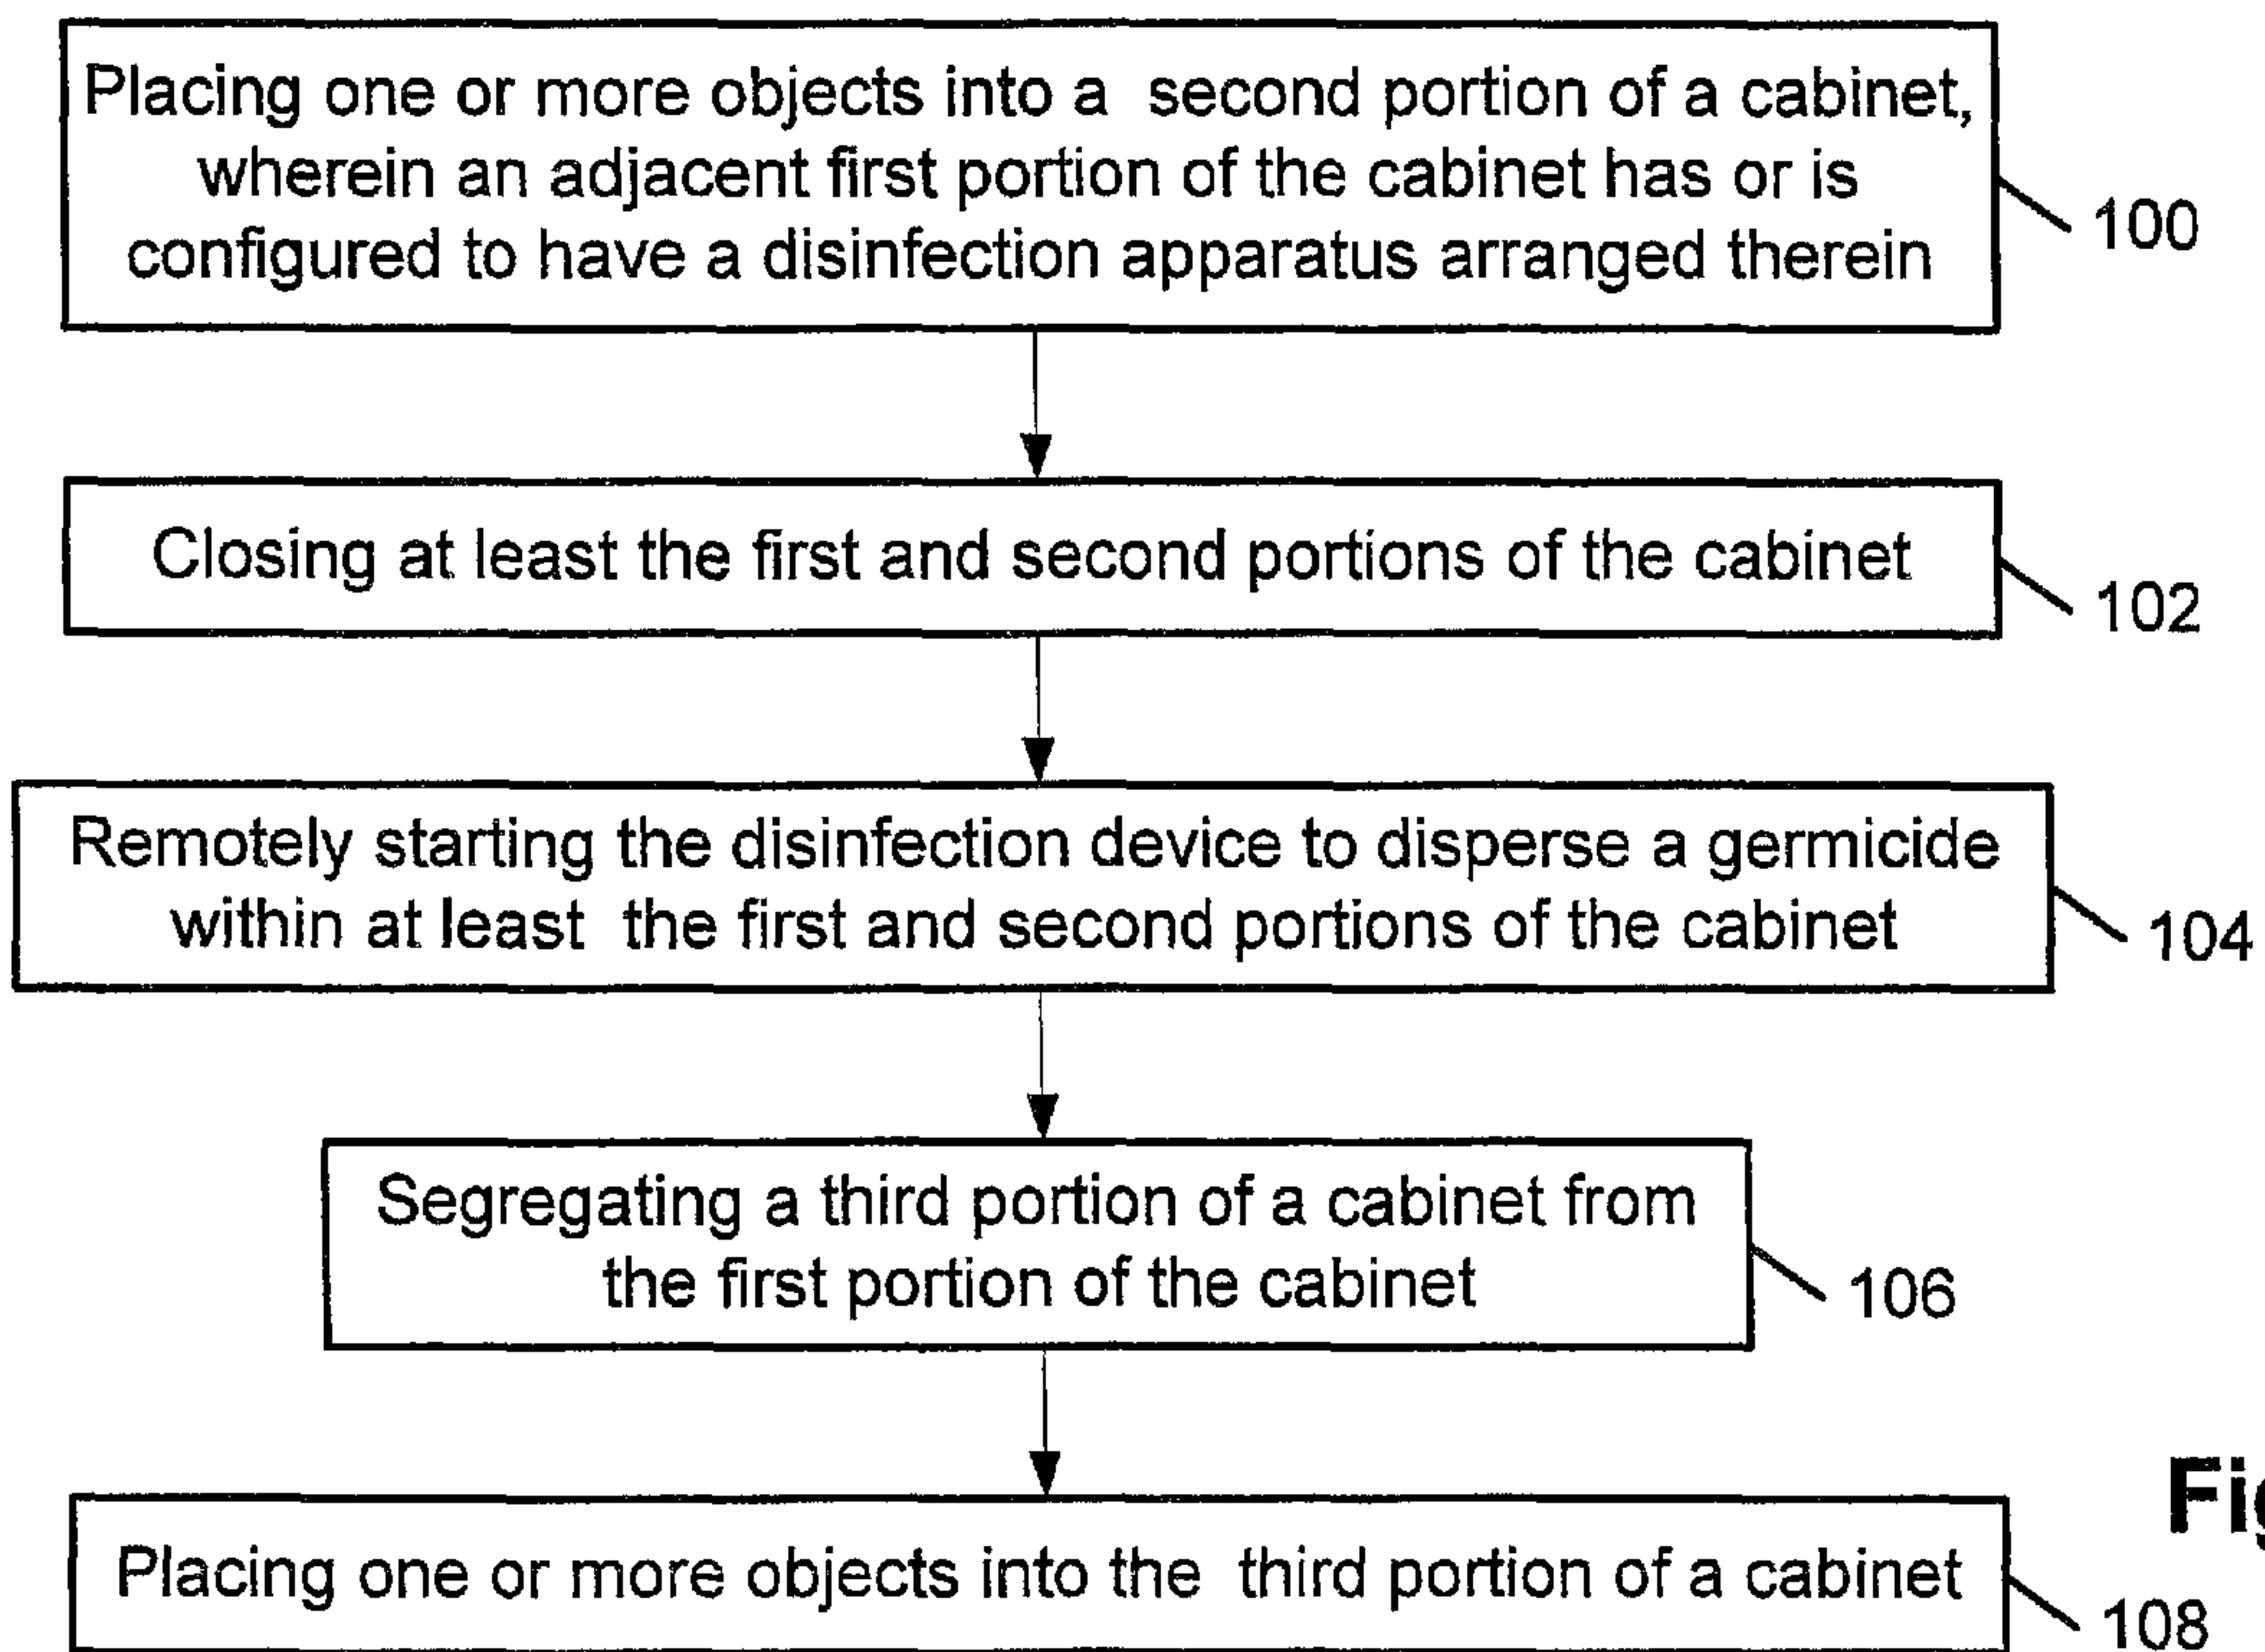 Placing one or more objects into a second portion of a cabinet,
wherein an adjacent first portion of the cabinet has or is
configured to have a disinfection apparatus arranged therein
100
Closing at least the first and second portions of the cabinet
102
Remotely starting the disinfection device to disperse a germicide
within at least the first and second portions of the cabinet
104
Segregating a third portion of a cabinet from
the first portion of the cabinet
106
Placing one or more objects into the third portion of a cabinet
108